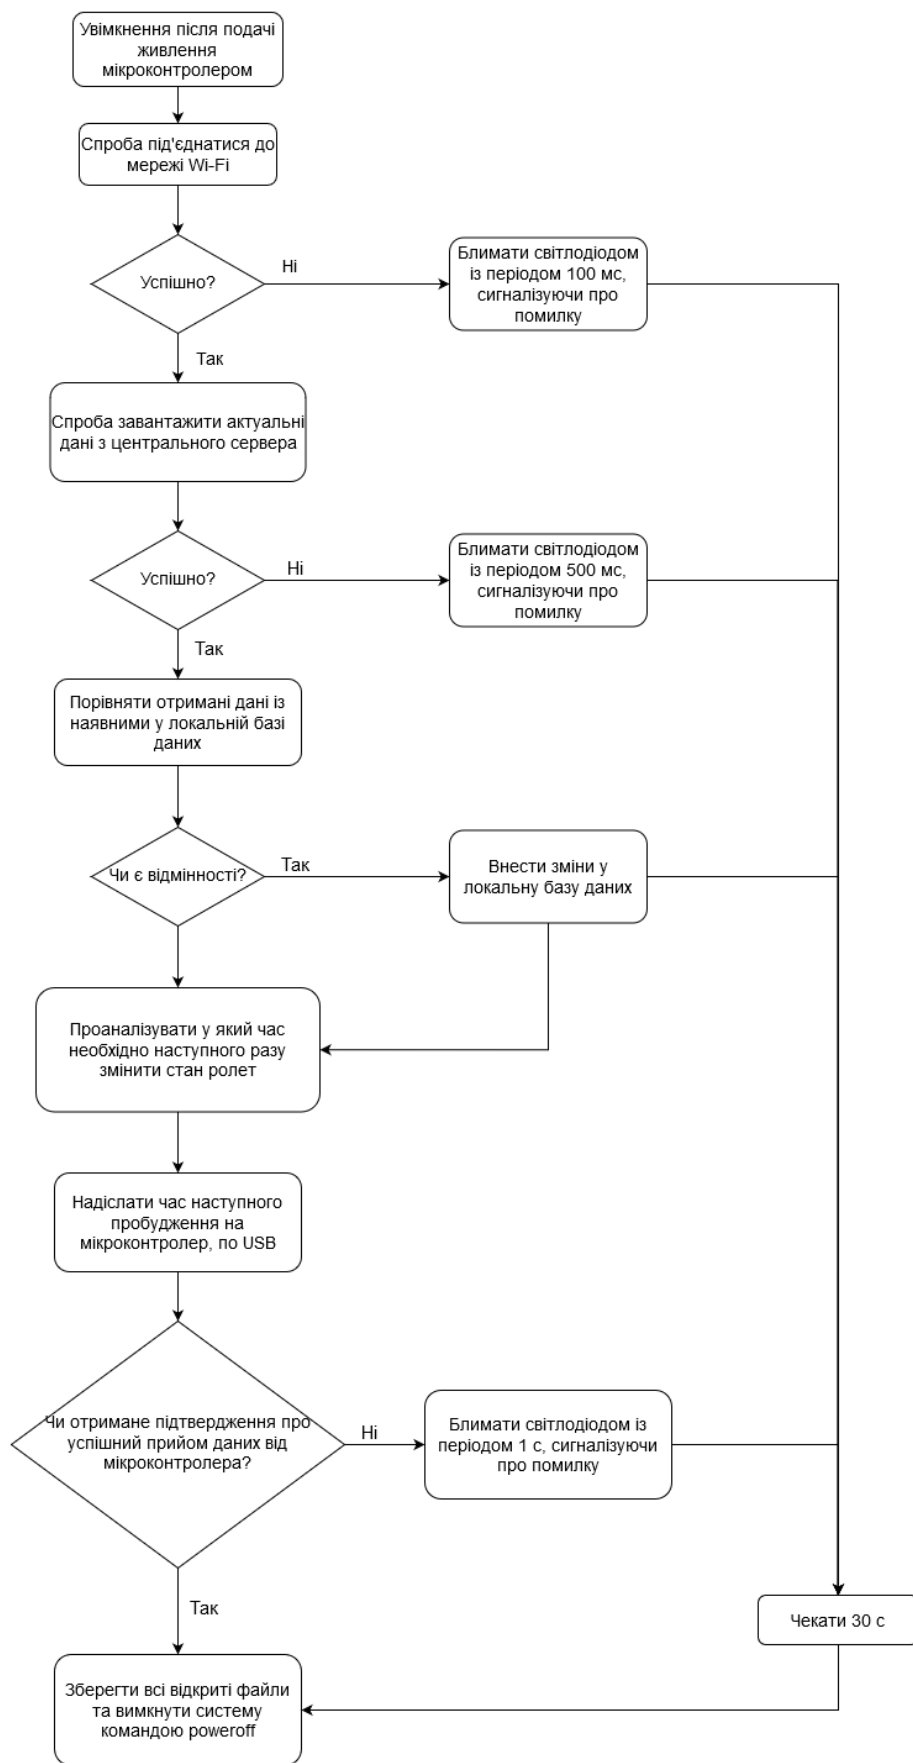 Увімкнення після подачі
живлення
мікроконтролером
Спроба під'єднатися до
мережі Wi-Fi
Успішно?
Ні
Блимати світлодіодом
із періодом 100 мс,
сигналізуючи про
помилку
Так
Спроба завантажити актуальні
дані з центрального сервера
Успішно?
Ні
Блимати світлодіодом
із періодом 500 мс,
сигналізуючи про
помилку
Так
Порівняти отримані дані із
наявними у локальній базі
даних
Чи є відмінності?
Так
Внести зміни у
локальну базу даних
Проаналізувати у який час
необхідно наступного разу
змінити стан ролет
Надіслати час наступного
пробудження на
мікроконтролер, по USB
Чи отримане підтвердження про
успішний прийом даних від
мікроконтролера?
Ні
Блимати світлодіодом із
періодом 1 с, сигналізуючи
про помилку
Так
Чекати 30 с
Зберегти всі відкриті файли
та вимкнути систему
командою poweroff